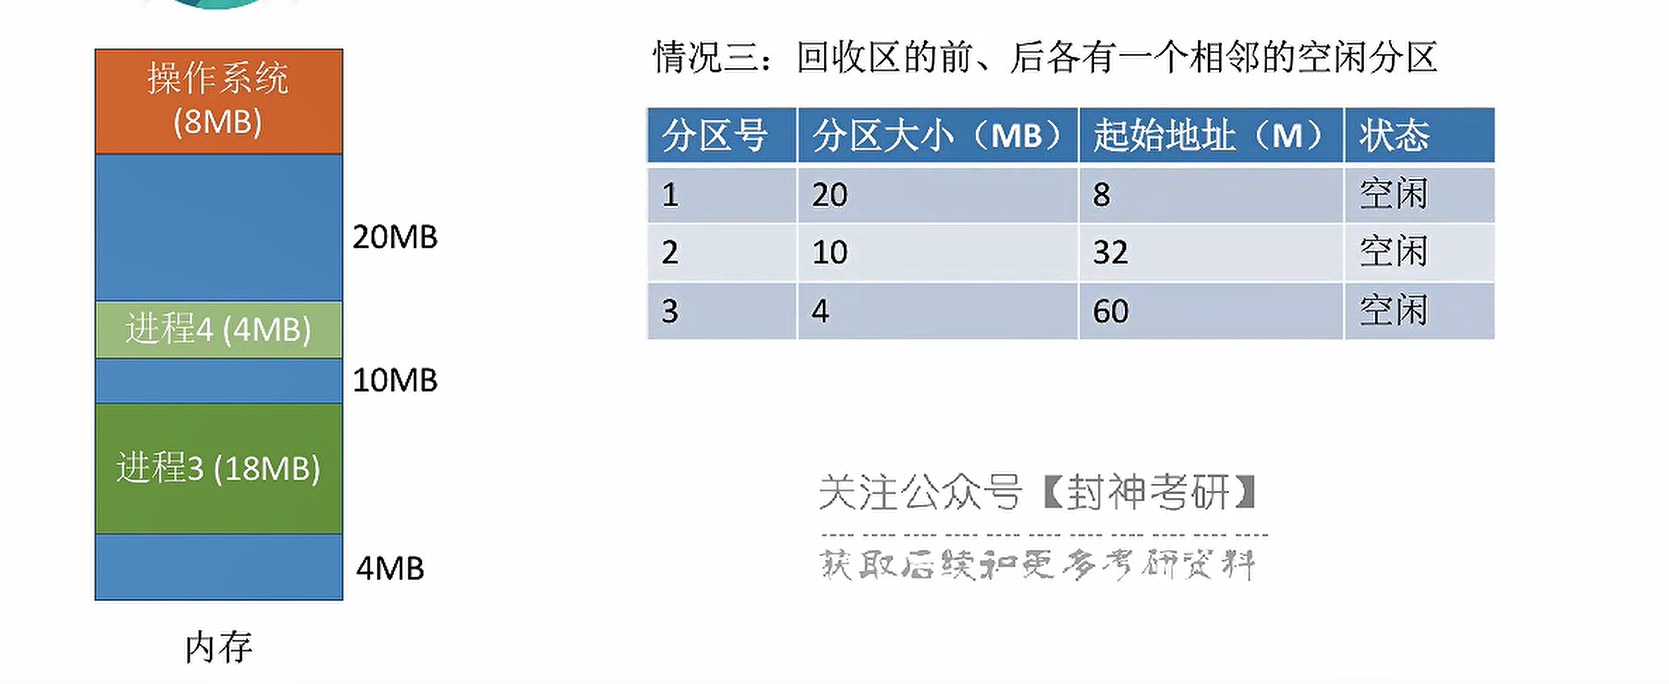 操作系统
(8MB)
20MB
进程4 (4MB)
10MB
进程3 (18MB)
4MB
内存
情况三：回收区的前、后各有一个相邻的空闲分区
分区号 分区大小（MB） 起始地址（M） 状态
1 20 8 空闲
2 10 32 空闲
3 4 60 空闲
关注公众号【封神考研】
获取后续和更多考研资料